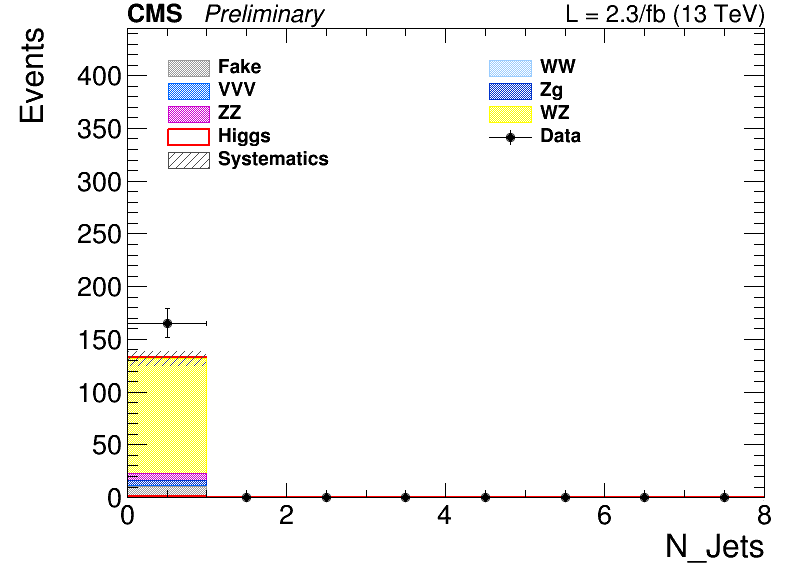 CMS Preliminary L = 2.3/fb (13 TeV)
Events
400
350
300
250
200
150
100
50
0
Fake WW
VVV Zg
ZZ WZ
Higgs Data
Systematics
0 2 4 6 8
N_Jets